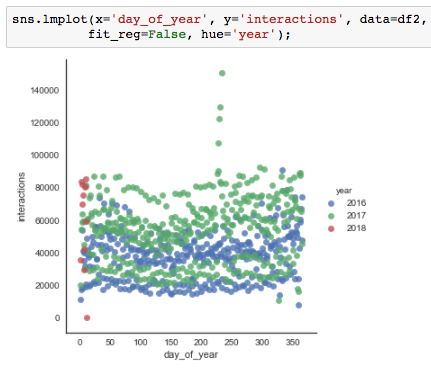 sns.lmplot(x='day_of_year', y='interactions', data=df2,
fit_reg=False, hue='year');
140000
120000
100000
80000
60000
40000
20000
0
interactions
0 50 100 150 200 250 300 350
day_of_year
year
2016
2017
2018